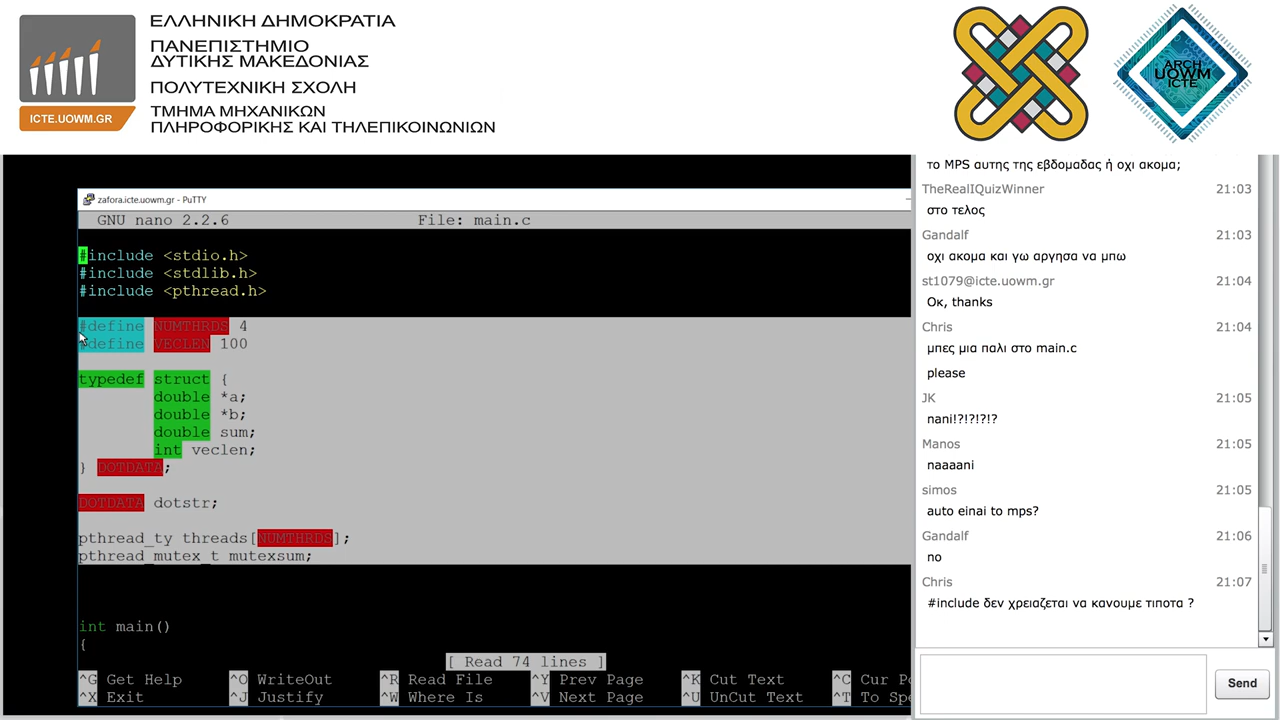 ΕΛΛΗΝΙΚΗ ΔΗΜΟΚΡΑΤΙΑ
ΠΑΝΕΠΙΣΤΗΜΙΟ
ΔΥΤΙΚΗΣ ΜΑΚΕΔΟΝΙΑΣ
ΠΟΛΥΤΕΧΝΙΚΗ ΣΧΟΛΗ
ΤΜΗΜΑ ΜΗΧΑΝΙΚΩΝ
ΠΛΗΡΟΦΟΡΙΚΗΣ ΚΑΙ ΤΗΛΕΠΙΚΟΙΝΩΝΙΩΝ
ICTE.UOWM.GR
ARCH
UOWM
ICTE
zafora.icte.uowm.gr - PuTTY
GNU nano 2.2.6 File: main.c
#include <stdio.h>
#include <stdlib.h>
#include <pthread.h>
#define NUMTHRDS 4
#define VECLEN 100
typedef struct {
double *a;
double *b;
double sum;
int veclen;
} DOTDATA;
DOTDATA dotstr;
pthread_ty threads[NUMTHRDS];
pthread_mutex_t mutexsum;
int main()
{
[ Read 74 lines ]
^G Get Help ^O WriteOut ^R Read File ^Y Prev Page ^K Cut Text ^C Cur Po
^X Exit ^J Justify ^W Where Is ^V Next Page ^U UnCut Text ^T To Spe
το MPS αυτης της εβδομαδας ή οχι ακομα;
TheRealIQuizWinner 21:03
στο τελος
Gandalf 21:03
οχι ακομα και γω αργησα να μπω
st1079@icte.uowm.gr 21:04
Οκ, thanks
Chris 21:04
μπες μια παλι στο main.c
please
JK 21:05
nani!?!?!?!?
Manos 21:05
naaaani
simos 21:05
auto einai to mps?
Gandalf 21:06
no
Chris 21:07
#include δεν χρειαζεται να κανουμε τιποτα ?
Send